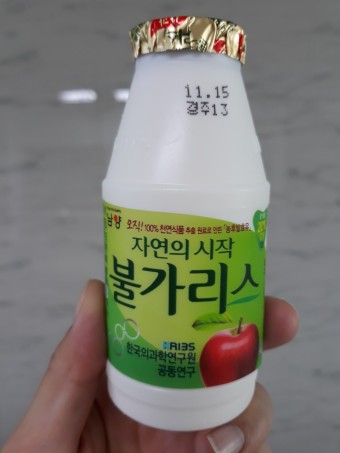 11.15
경주13
남양
오직! 100% 천연식품 추출 원료로 만든
자연의 시작
불가리스
RIBS
한국의과학연구원
공동연구